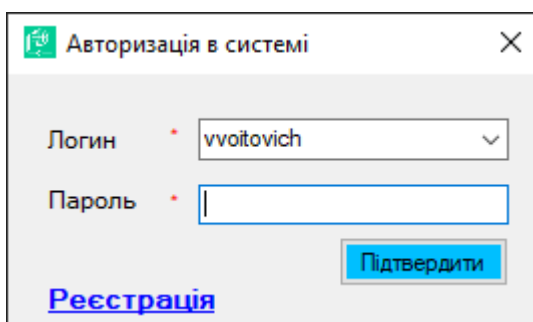 Авторизація в системі
Логин * vvoitovich
Пароль *
Підтвердити
Реєстрація